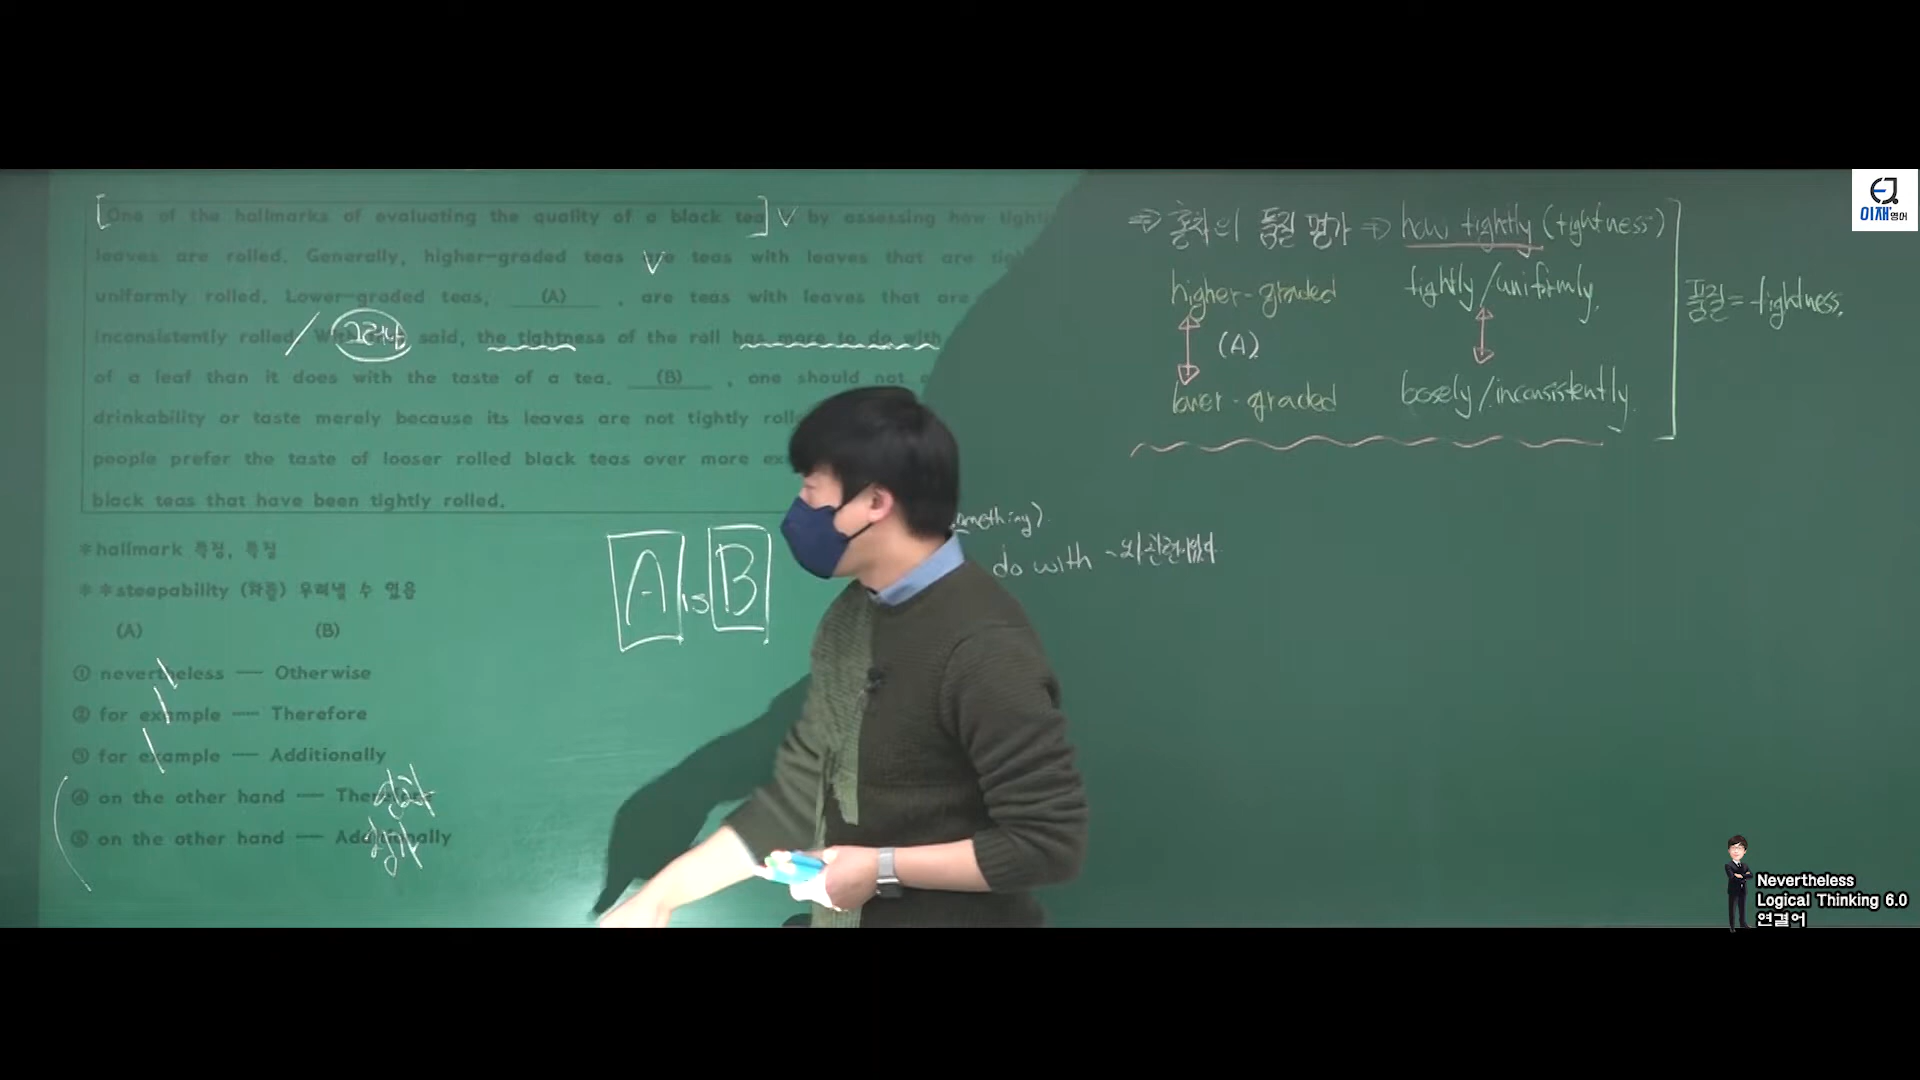 [One of the hallmarks of evaluating the quality of a black tea] V by assessing how tightly
leaves are rolled. Generally, higher-graded teas are teas with leaves that are
uniformly rolled. Lower-graded teas, (A) , are teas with leaves that are
inconsistently rolled / 그러나 said, the tightness of the roll has more to do with
of a leaf than it does with the taste of a tea. (B) , one should not
drinkability or taste merely because its leaves are not tightly
people prefer the taste of looser rolled black teas over more
black teas that have been tightly rolled.
*hallmark 특징, 특질
**steepability (차를) 우려낼 수 있음
(A) (B)
① nevertheless ── Otherwise
② for example ── Therefore
③ for example ── Additionally
④ on the other hand ── Therefore
⑤ on the other hand ── Additionally
A is B
something).
do with
⇒ 홍차의 품질 평가 ⇒ how tightly (tightness)
higher-graded tightly/uniformly.
(A)
lower-graded loosely/inconsistently.
품질 = tightness.
EJ
이재영어
Nevertheless
Logical Thinking 6.0
연결어